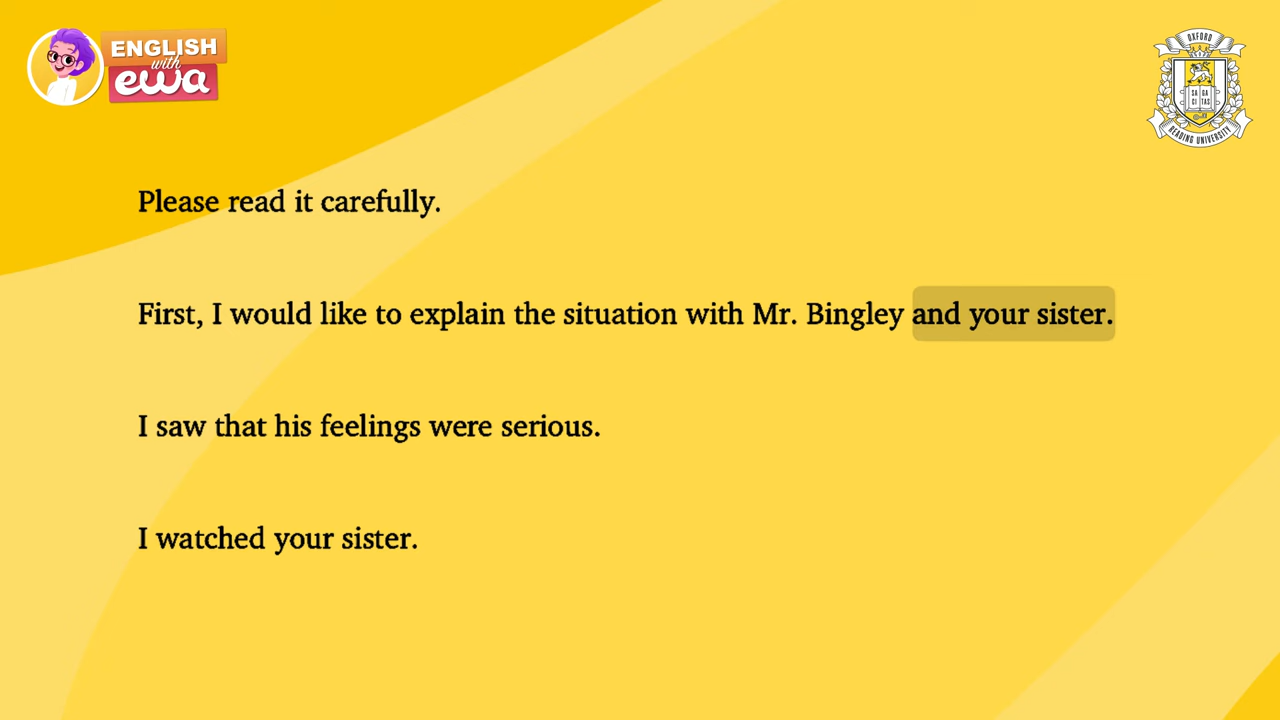 ENGLISH
with
ewa
OXFORD
SA GA
CI TAS
READING UNIVERSITY
Please read it carefully.
First, I would like to explain the situation with Mr. Bingley and your sister.
I saw that his feelings were serious.
I watched your sister.